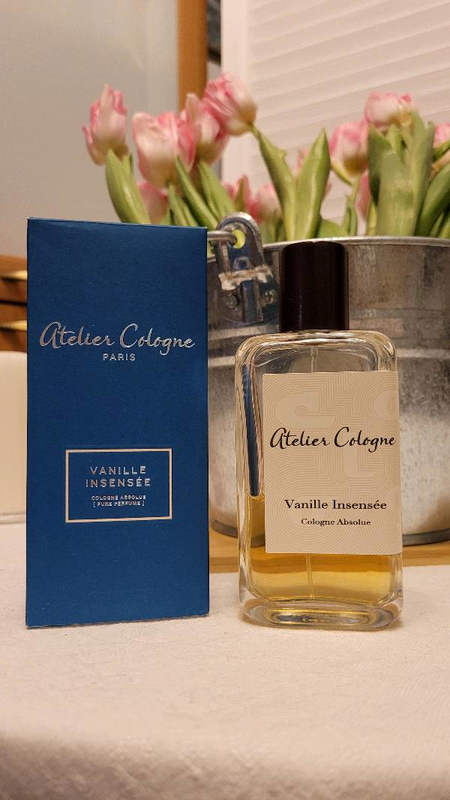 Atelier Cologne
PARIS
VANILLE
INSENSÉE
COLOGNE ABSOLUE
[ PURE PERFUME ]
Atelier Cologne
Vanille Insensée
Cologne Absolue